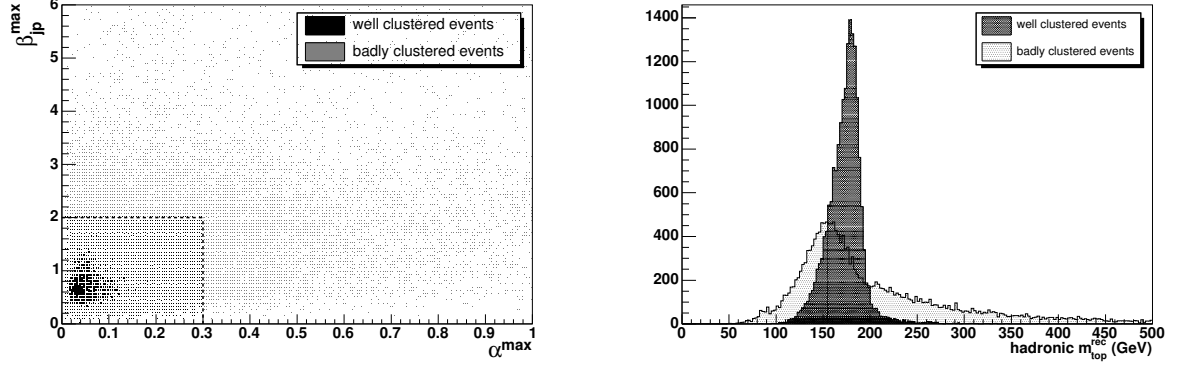 β_jp^max
6
5
4
3
2
1
0
well clustered events
badly clustered events
0 0.1 0.2 0.3 0.4 0.5 0.6 0.7 0.8 0.9 1
α^max
1400
1200
1000
800
600
400
200
0
well clustered events
badly clustered events
0 50 100 150 200 250 300 350 400 450 500
hadronic m_top^rec (GeV)